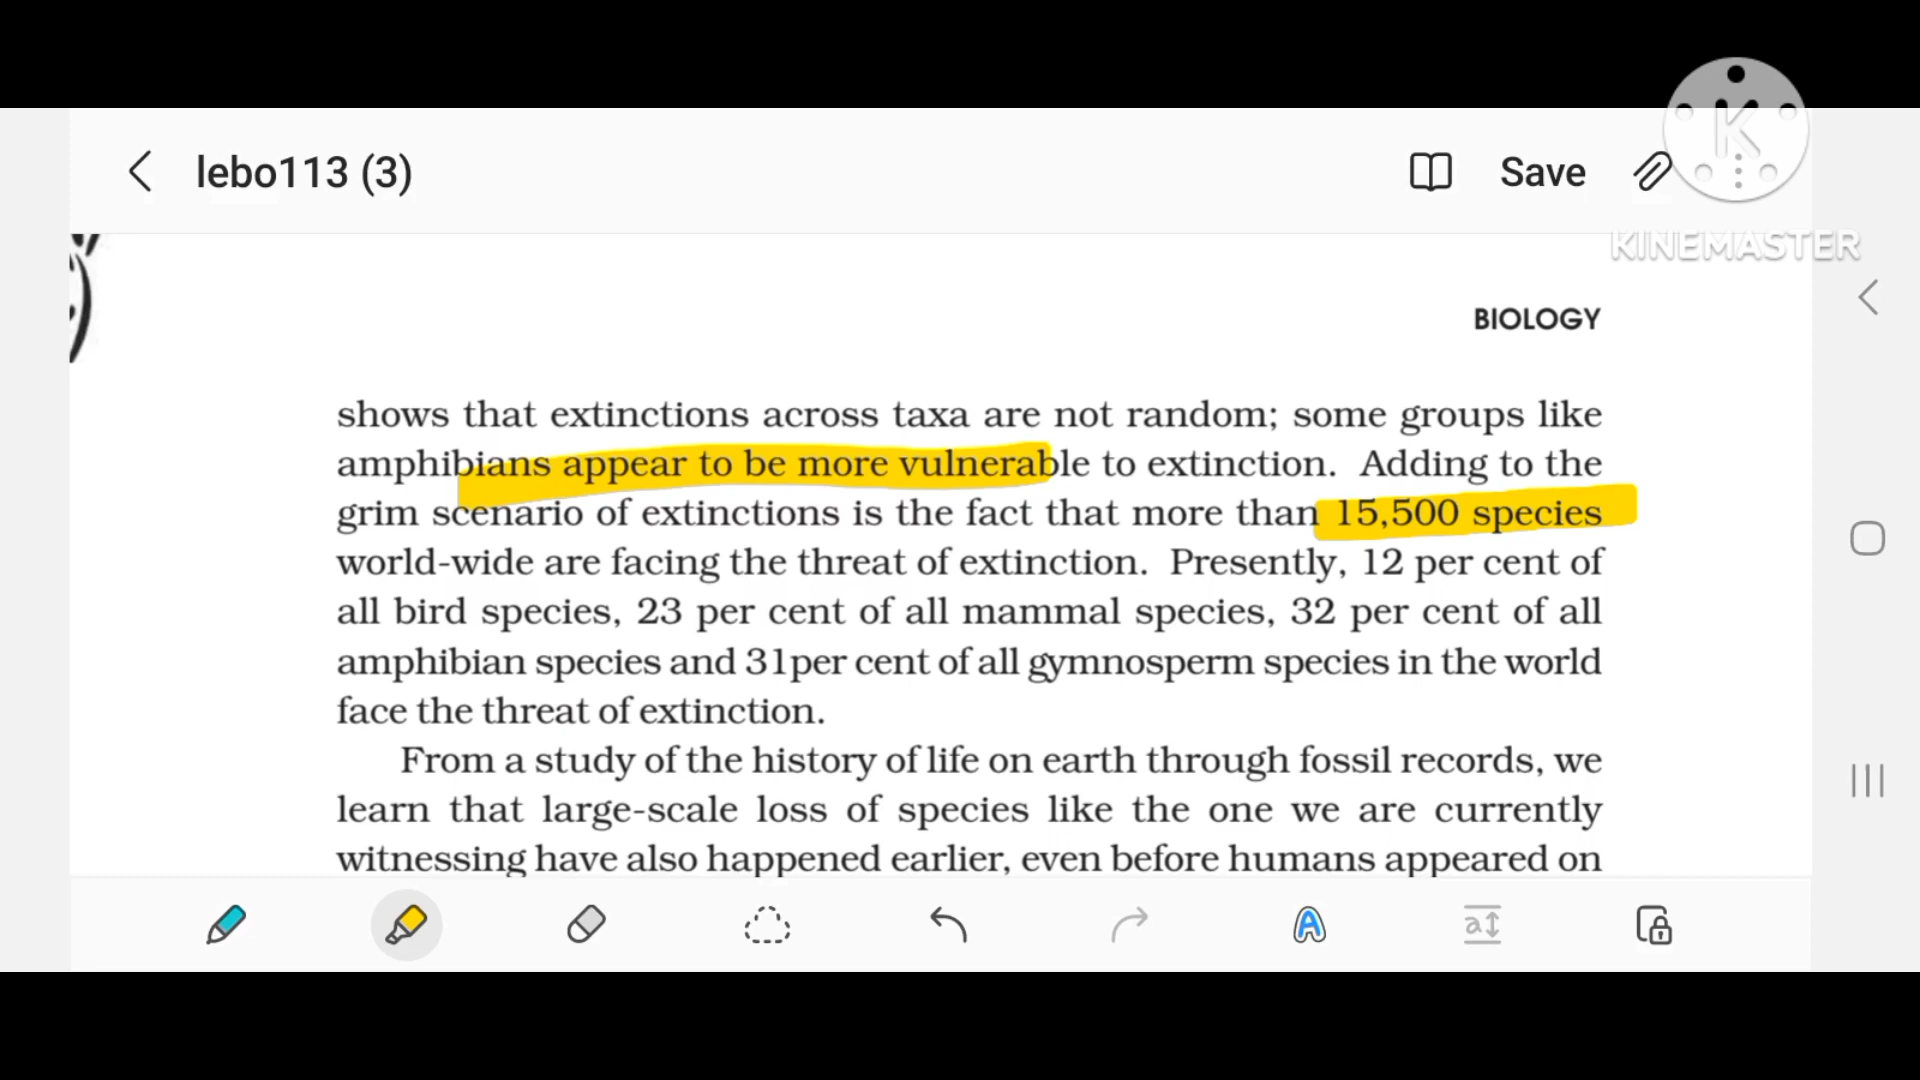 lebo113 (3)
Save
K
KINEMASTER
BIOLOGY
shows that extinctions across taxa are not random; some groups like
amphibians appear to be more vulnerable to extinction. Adding to the
grim scenario of extinctions is the fact that more than 15,500 species
world-wide are facing the threat of extinction. Presently, 12 per cent of
all bird species, 23 per cent of all mammal species, 32 per cent of all
amphibian species and 31per cent of all gymnosperm species in the world
face the threat of extinction.
From a study of the history of life on earth through fossil records, we
learn that large-scale loss of species like the one we are currently
witnessing have also happened earlier, even before humans appeared on
A
a